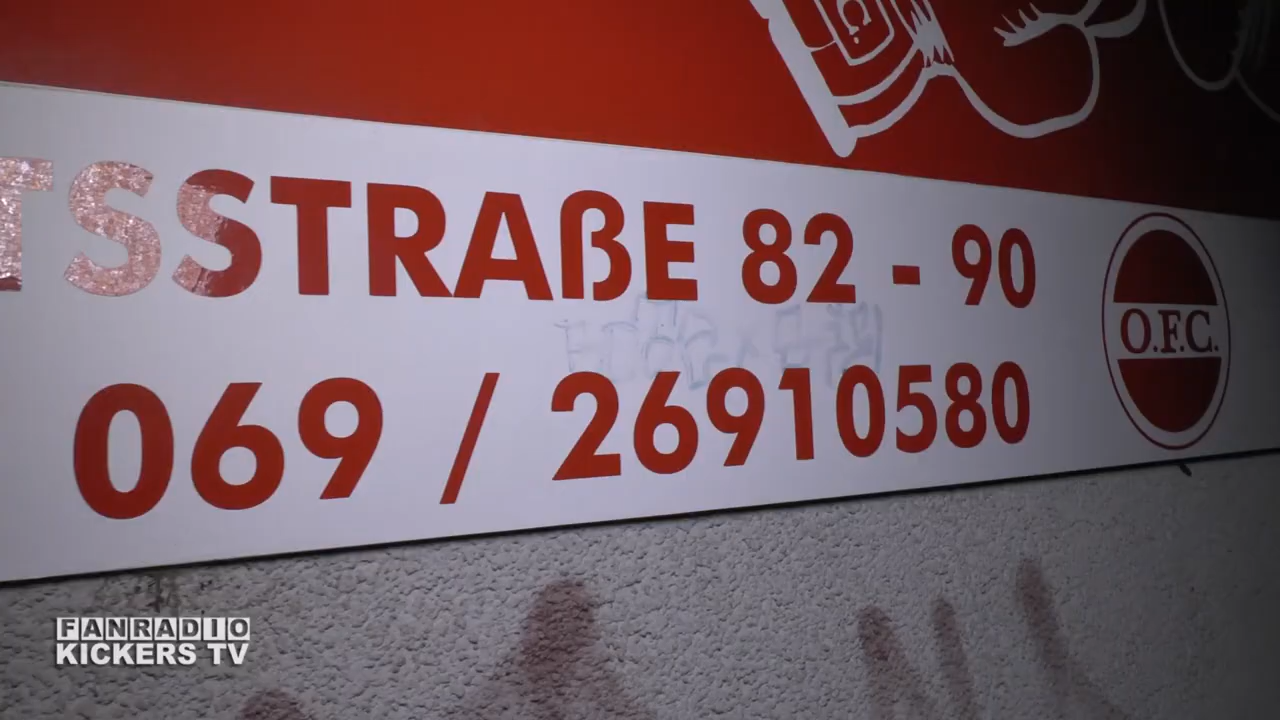 TSSTRAßE 82 - 90
069 / 26910580
O.F.C.
FANRADIO
KICKERS TV